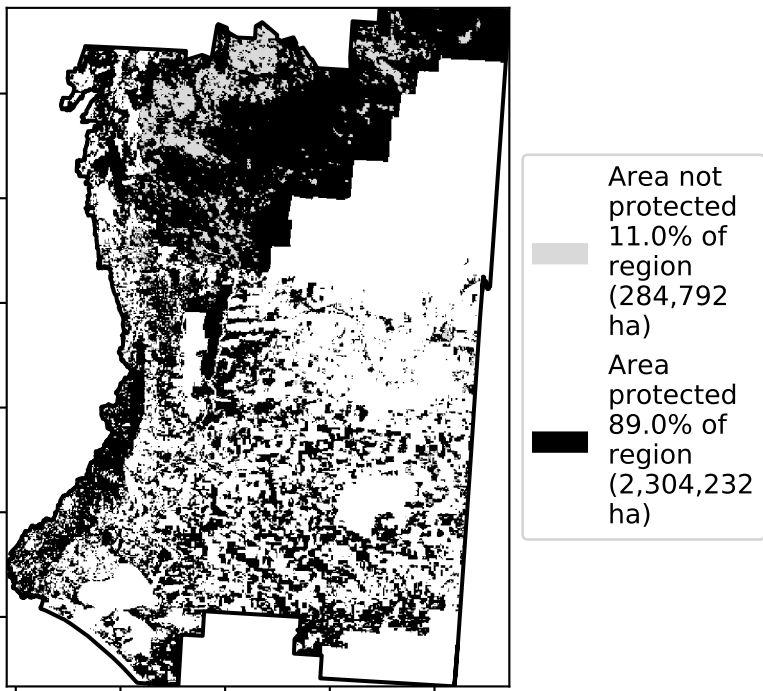 Area not
protected
11.0% of
region
(284,792
ha)
Area
protected
89.0% of
region
(2,304,232
ha)